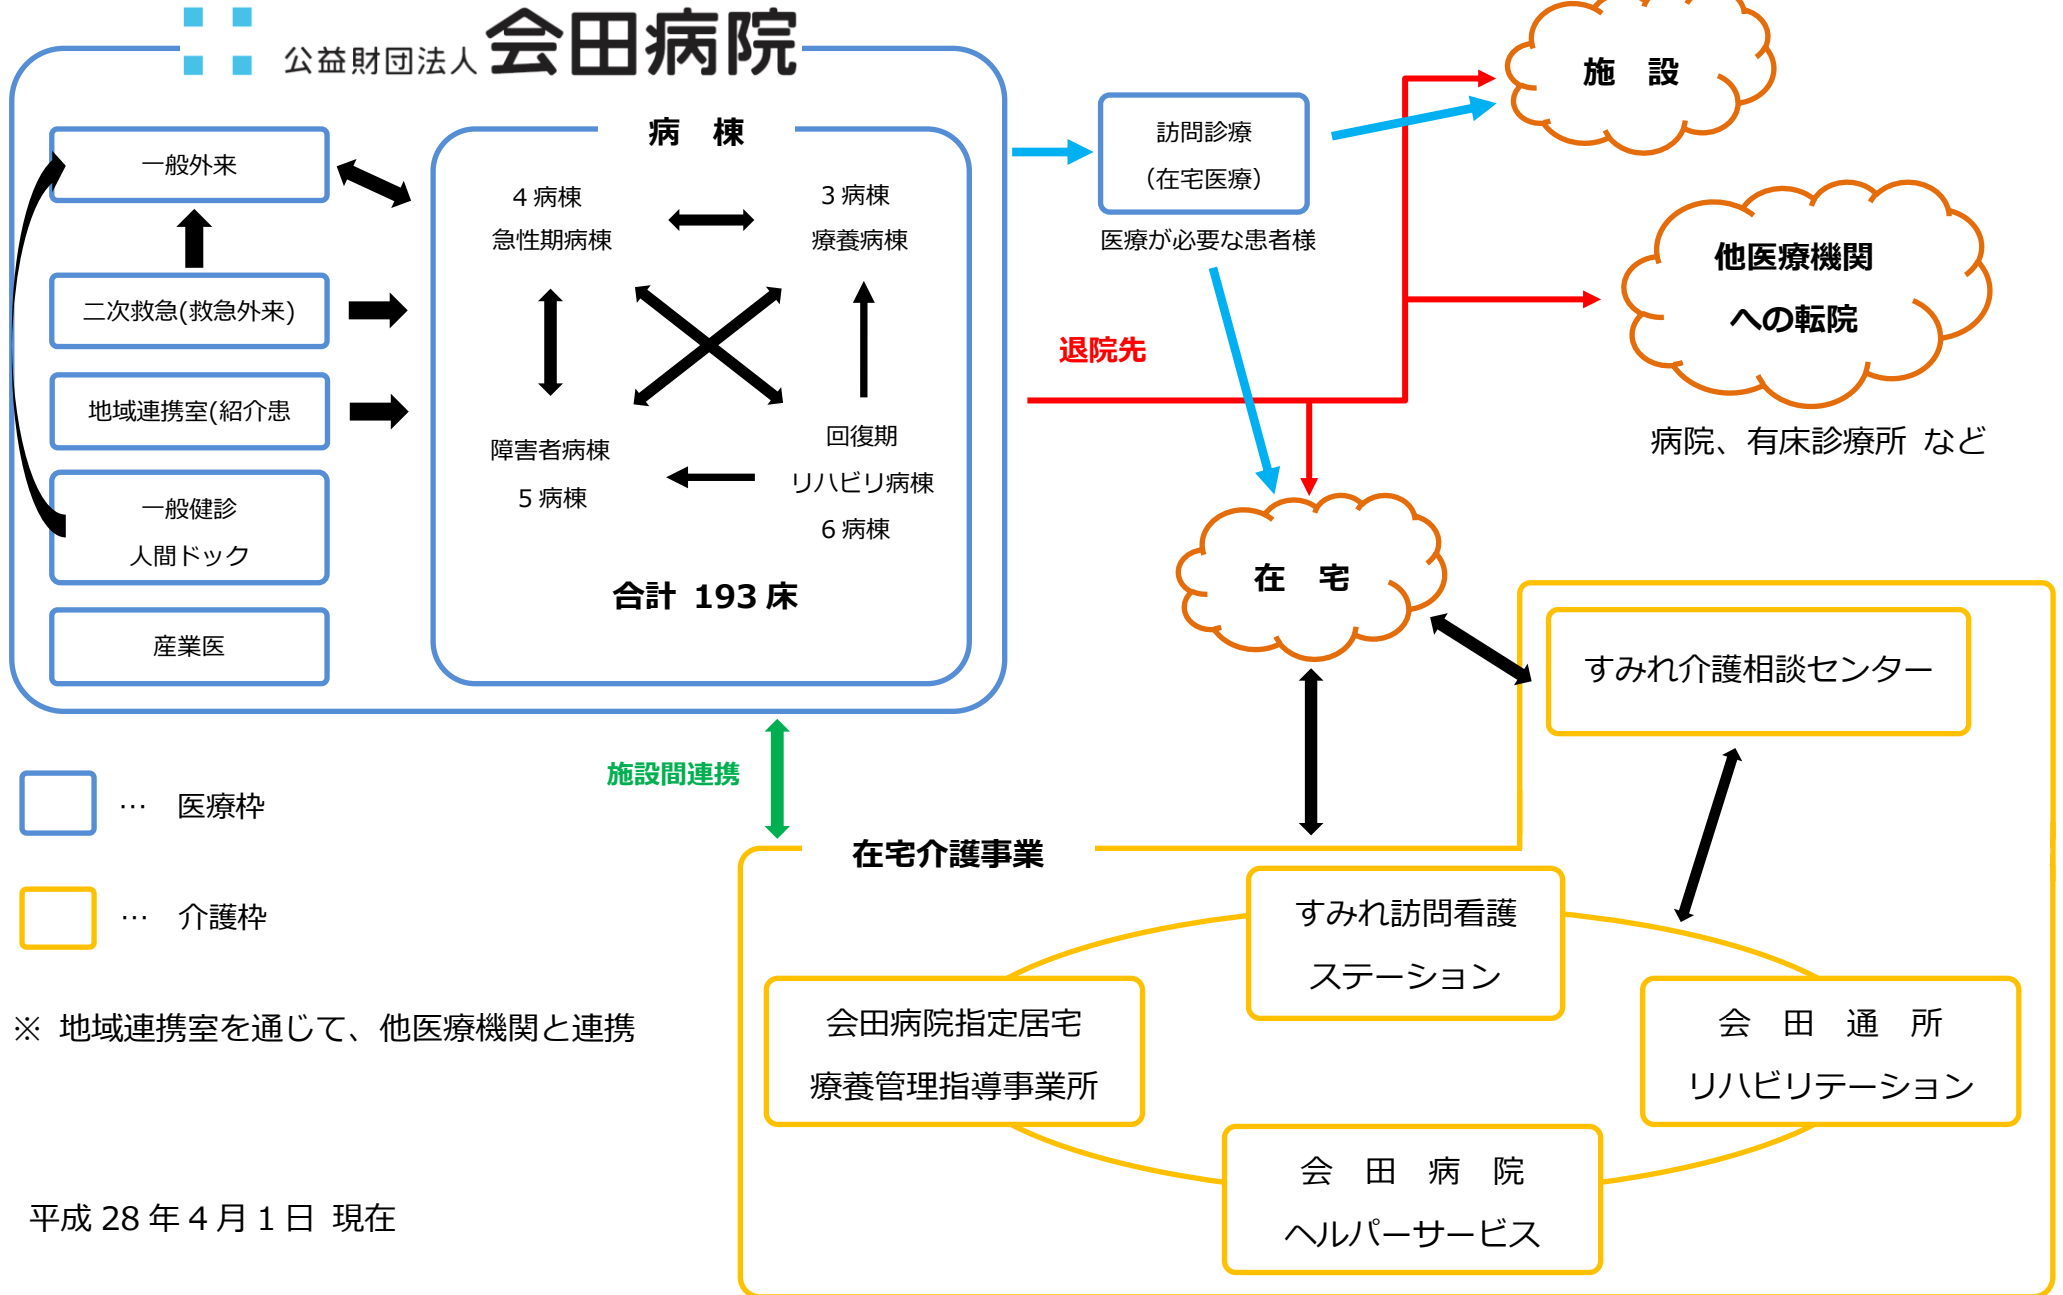 公益財団法人 会田病院
病　棟
一般外来
二次救急(救急外来)
地域連携室(紹介患
一般健診
人間ドック
産業医
４病棟
急性期病棟
３病棟
療養病棟
障害者病棟
５病棟
回復期
リハビリ病棟
６病棟
合計 193 床
訪問診療
（在宅医療）
医療が必要な患者様
退院先
施　設
他医療機関
への転院
病院、有床診療所 など
在　宅
施設間連携
… 医療枠
… 介護枠
※ 地域連携室を通じて、他医療機関と連携
平成 28 年 4 月 1 日 現在
在宅介護事業
すみれ介護相談センター
すみれ訪問看護
ステーション
会田病院指定居宅
療養管理指導事業所
会　田　通　所
リハビリテーション
会　田　病　院
ヘルパーサービス